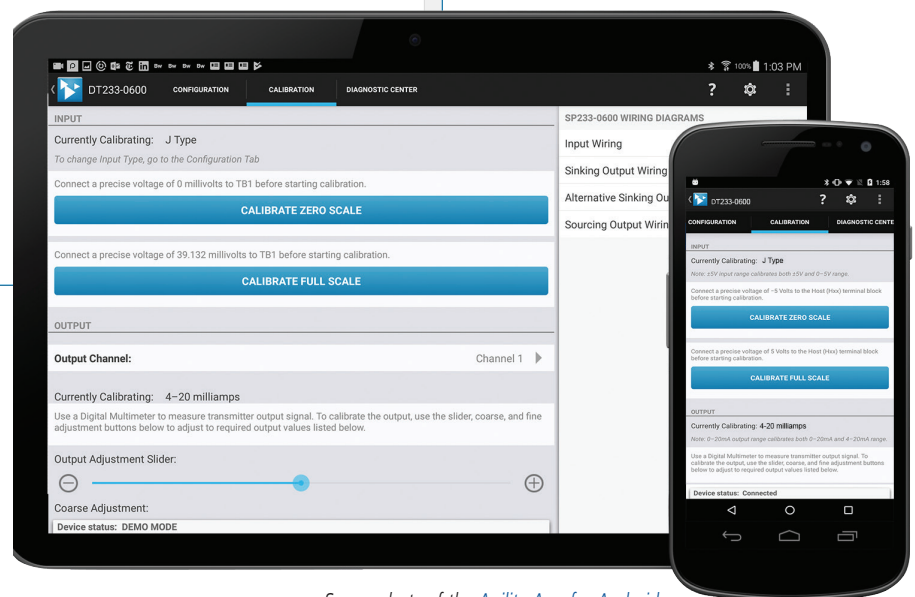 100% 1:03 PM
DT233-0600 CONFIGURATION CALIBRATION DIAGNOSTIC CENTER ?
INPUT
Currently Calibrating: J Type
To change Input Type, go to the Configuration Tab
Connect a precise voltage of 0 millivolts to TB1 before starting calibration.
CALIBRATE ZERO SCALE
Connect a precise voltage of 39.132 millivolts to TB1 before starting calibration.
CALIBRATE FULL SCALE
OUTPUT
Output Channel: Channel 1
Currently Calibrating: 4–20 milliamps
Use a Digital Multimeter to measure transmitter output signal. To calibrate the output, use the slider, coarse, and fine
adjustment buttons below to adjust to required output values listed below.
Output Adjustment Slider:
Coarse Adjustment:
Device status: DEMO MODE
SP233-0600 WIRING DIAGRAMS
Input Wiring
Sinking Output Wiring
Alternative Sinking Ou
Sourcing Output Wirin
1:58
DT233-0600 ?
CONFIGURATION CALIBRATION DIAGNOSTIC CENTE
INPUT
Currently Calibrating: J Type
Note: ±5V input range calibrates both ±5V and 0–5V range.
Connect a precise voltage of –5 Volts to the Host (Hxx) terminal block
before starting calibration.
CALIBRATE ZERO SCALE
Connect a precise voltage of 5 Volts to the Host (Hxx) terminal block
before starting calibration.
CALIBRATE FULL SCALE
OUTPUT
Currently Calibrating: 4-20 milliamps
Note: 0–20mA output range calibrates both 0–20mA and 4–20mA range.
Use a Digital Multimeter to measure transmitter output signal. To
calibrate the output, use the slider, coarse, and fine adjustment buttons
below to adjust to required output values listed below.
Device status: Connected